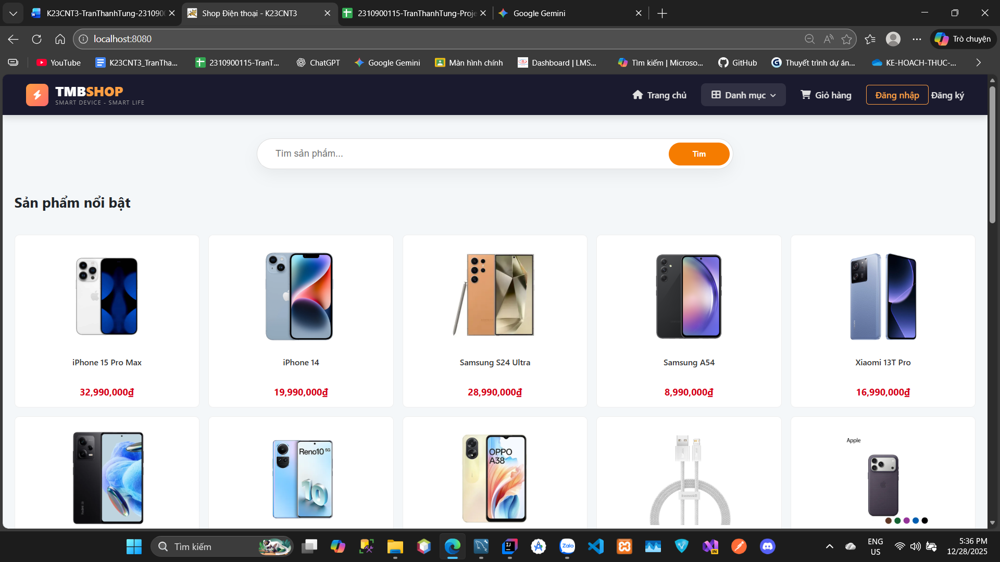 K23CNT3-TranThanhTung-231090
Shop Điện thoại - K23CNT3
2310900115-TranThanhTung-Proje
Google Gemini
localhost:8080
Trò chuyện
YouTube
K23CNT3_TranTha...
2310900115-TranT...
ChatGPT
Google Gemini
Màn hình chính
Dashboard | LMS...
Tìm kiếm | Microso...
GitHub
Thuyết trình dự án...
KE-HOACH-THUC-...
TMBSHOP
SMART DEVICE - SMART LIFE
Trang chủ
Danh mục
Giỏ hàng
Đăng nhập
Đăng ký
Tìm sản phẩm...
Tìm
Sản phẩm nổi bật
iPhone 15 Pro Max
32,990,000₫
iPhone 14
19,990,000₫
Samsung S24 Ultra
28,990,000₫
Samsung A54
8,990,000₫
Xiaomi 13T Pro
16,990,000₫
Reno10 5G
10
OPPO
A38
Apple
Tìm kiếm
Zalo
ENG
US
5:36 PM
12/28/2025